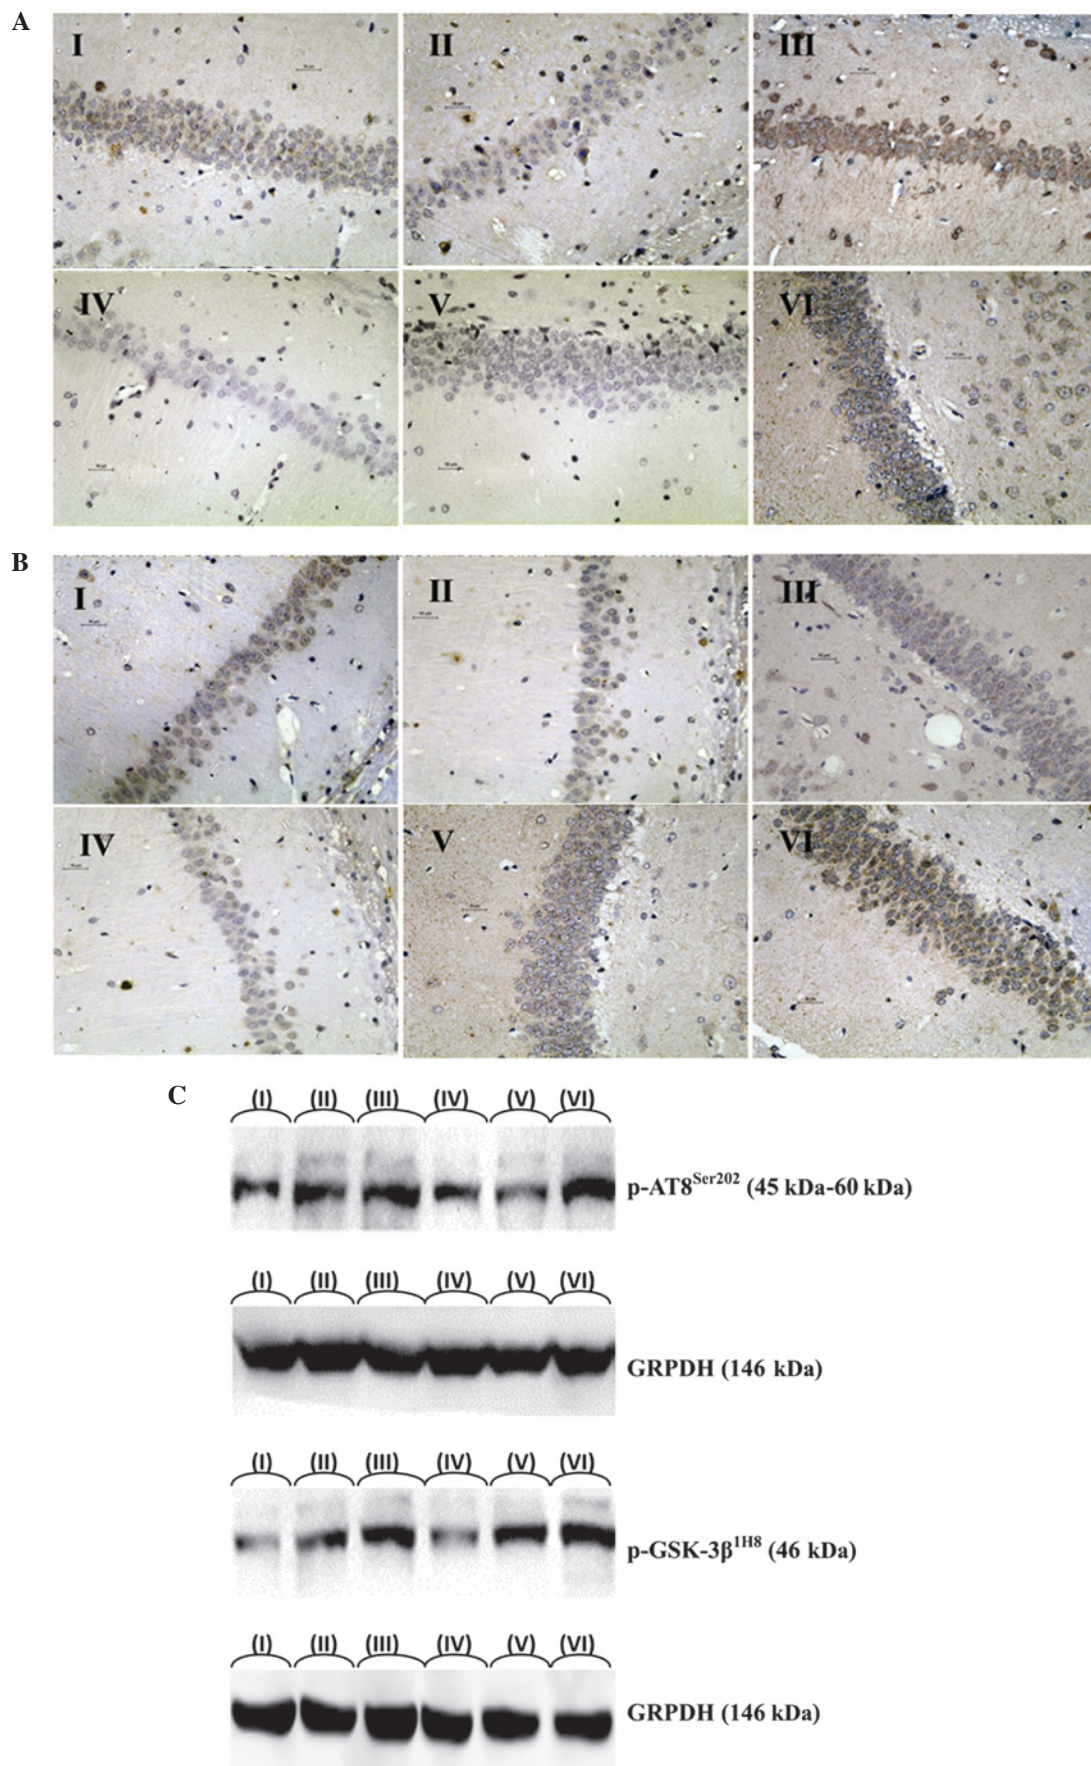 A
I II III
IV V VI
B
I II III
IV V VI
C
(I) (II) (III) (IV) (V) (VI)
p-AT8Ser202 (45 kDa-60 kDa)
(I) (II) (III) (IV) (V) (VI)
GRPDH (146 kDa)
(I) (II) (III) (IV) (V) (VI)
p-GSK-3β1H8 (46 kDa)
(I) (II) (III) (IV) (V) (VI)
GRPDH (146 kDa)